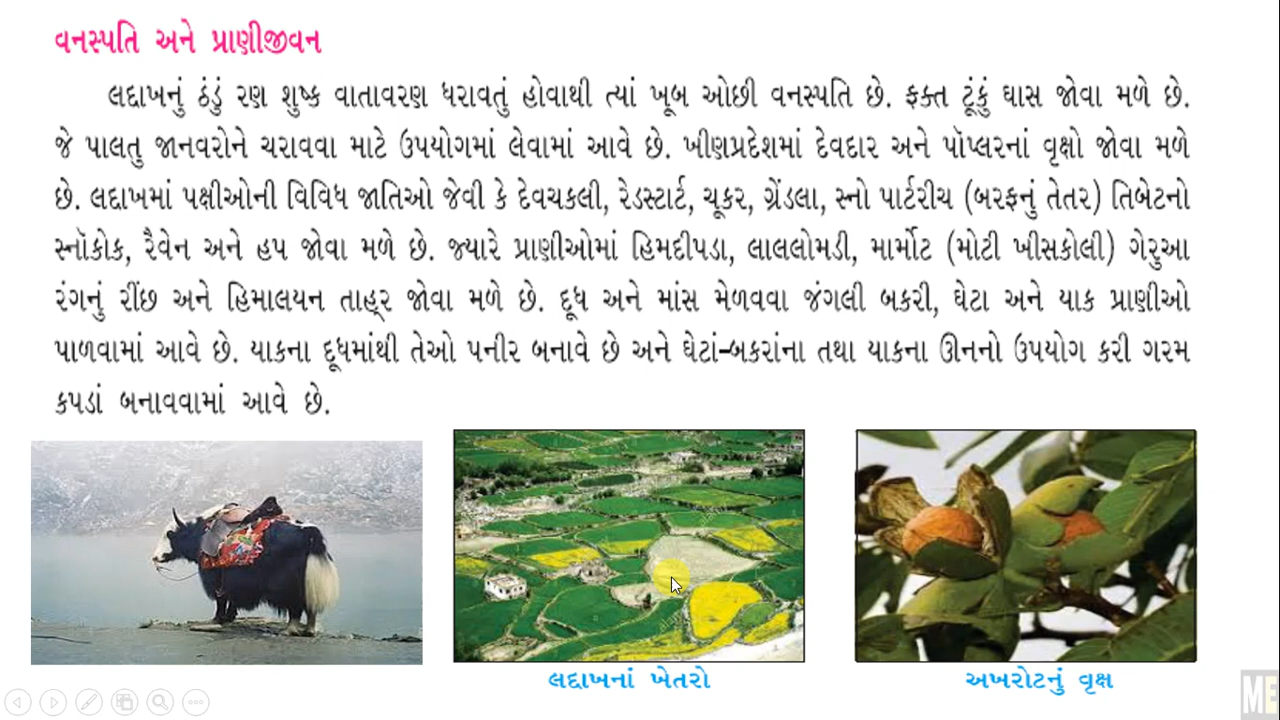 વનસ્પતિ અને પ્રાણીજીવન
લદ્દાખનું ઠંડું રણ શુષ્ક વાતાવરણ ધરાવતું હોવાથી ત્યાં ખૂબ ઓછી વનસ્પતિ છે. ફક્ત ટૂંકું ઘાસ જોવા મળે છે.
જે પાલતુ જાનવરોને ચરાવવા માટે ઉપયોગમાં લેવામાં આવે છે. ખીણપ્રદેશમાં દેવદાર અને પૉપ્લરનાં વૃક્ષો જોવા મળે
છે. લદ્દાખમાં પક્ષીઓની વિવિધ જાતિઓ જેવી કે દેવચકલી, રેડસ્ટાર્ટ, ચૂકર, ગ્રેંડલા, સ્નો પાર્ટરીચ (બરફનું તેતર) તિબેટનો
સ્નૉકોક, રૈવેન અને હપ જોવા મળે છે. જ્યારે પ્રાણીઓમાં હિમદીપડા, લાલલોમડી, માર્મોટ (મોટી ખીસકોલી) ગેરુઆ
રંગનું રીંછ અને હિમાલયન તાહ્ર જોવા મળે છે. દૂધ અને માંસ મેળવવા જંગલી બકરી, ઘેટા અને યાક પ્રાણીઓ
પાળવામાં આવે છે. યાકના દૂધમાંથી તેઓ પનીર બનાવે છે અને ઘેટાં-બકરાંના તથા યાકના ઊનનો ઉપયોગ કરી ગરમ
કપડાં બનાવવામાં આવે છે.
લદ્દાખનાં ખેતરો
અખરોટનું વૃક્ષ
ME